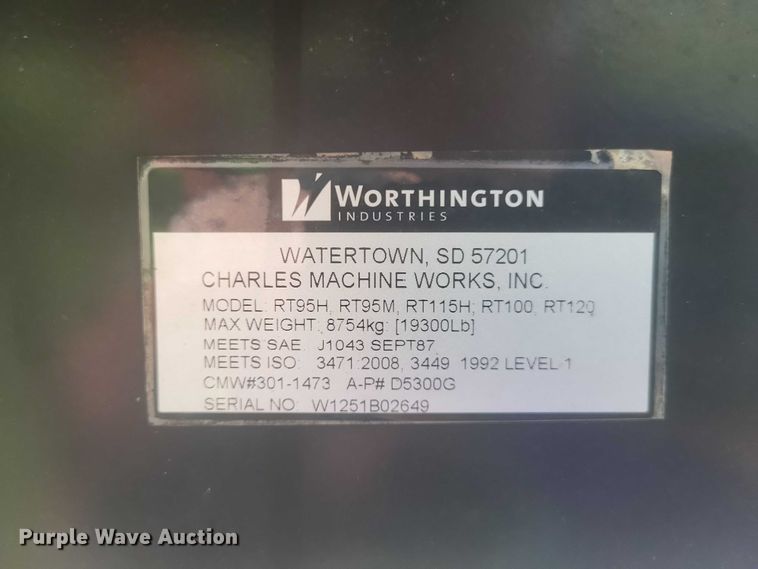 WORTHINGTON
INDUSTRIES
WATERTOWN, SD 57201
CHARLES MACHINE WORKS, INC.
MODEL: RT95H, RT95M, RT115H, RT100, RT120
MAX WEIGHT: 8754kg: [19300Lb]
MEETS SAE J1043 SEPT87
MEETS ISO: 3471:2008, 3449 1992 LEVEL 1
CMW#301-1473 A-P# D5300G
SERIAL NO: W1251B02649
Purple Wave Auction